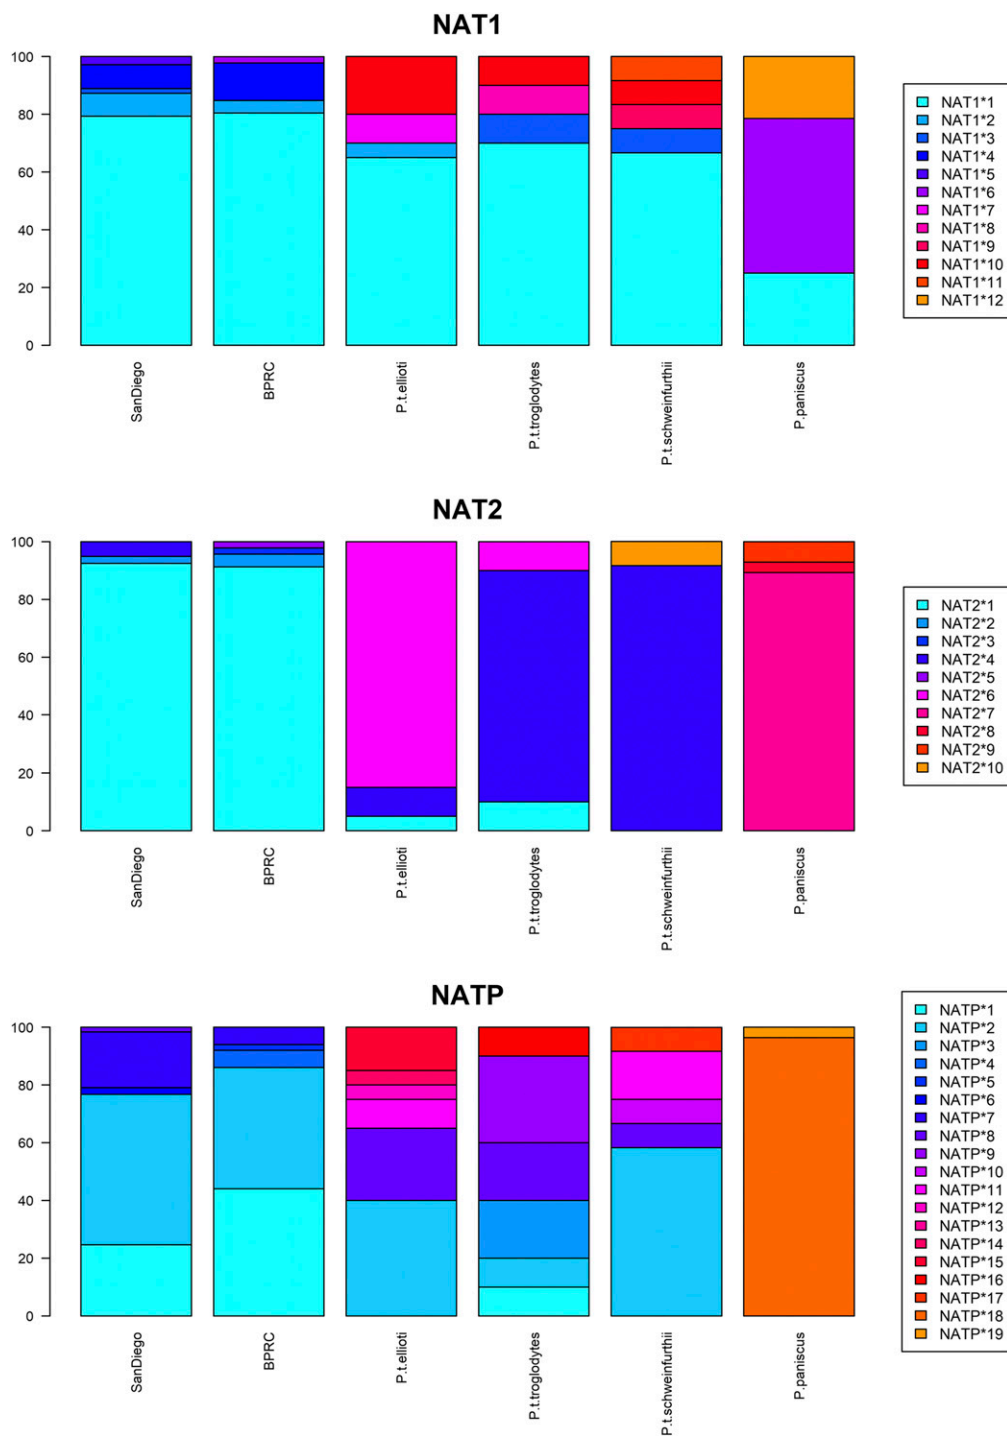 NAT1
100
80
60
40
20
0
SanDiego
BPRC
P.t.ellioti
P.t.troglodytes
P.t.schweinfurthii
P.paniscus
NAT1*1
NAT1*2
NAT1*3
NAT1*4
NAT1*5
NAT1*6
NAT1*7
NAT1*8
NAT1*9
NAT1*10
NAT1*11
NAT1*12
NAT2
100
80
60
40
20
0
SanDiego
BPRC
P.t.ellioti
P.t.troglodytes
P.t.schweinfurthii
P.paniscus
NAT2*1
NAT2*2
NAT2*3
NAT2*4
NAT2*5
NAT2*6
NAT2*7
NAT2*8
NAT2*9
NAT2*10
NATP
100
80
60
40
20
0
SanDiego
BPRC
P.t.ellioti
P.t.troglodytes
P.t.schweinfurthii
P.paniscus
NATP*1
NATP*2
NATP*3
NATP*4
NATP*5
NATP*6
NATP*7
NATP*8
NATP*9
NATP*10
NATP*11
NATP*12
NATP*13
NATP*14
NATP*15
NATP*16
NATP*17
NATP*18
NATP*19